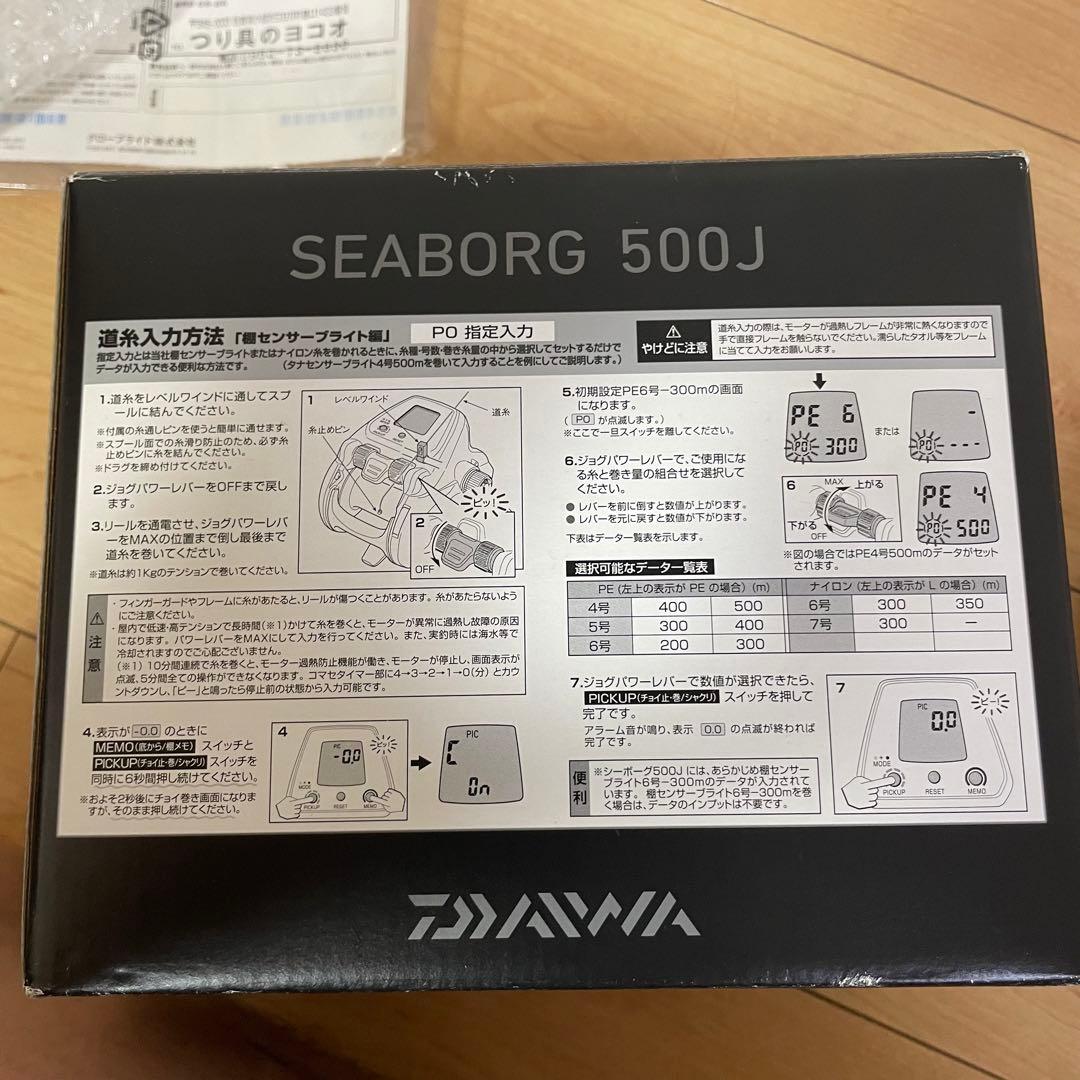 つり具のヨコオ
グローブライド株式会社
SEABORG 500J
道糸入力方法「棚センサーブライト編」 P0 指定入力
指定入力とは当社棚センサーブライトまたはナイロン糸を巻かれるときに、糸種・号数・巻き糸量の中から選択してセットするだけで
データが入力できる便利な方法です。 (タナセンサーブライト4号500mを巻いて入力することを例にしてご説明します。)
やけどに注意
道糸入力の際は、モーターが過熱しフレームが非常に熱くなりますので
手で直接フレームを触らないでください。濡らしたタオル等をフレーム
に当てて入力をお願いします。
1.道糸をレベルワインドに通してスプ
ールに結んでください。
※付属の糸通しピンを使うと簡単に通せます。
※スプール面での糸滑り防止のため、必ず糸
止めピンに糸を結んでください。
※ドラグを締め付けてください。
2.ジョグパワーレバーをOFFまで戻し
ます。
3.リールを通電させ、ジョグパワーレバ
ーをMAXの位置まで倒し最後まで
道糸を巻いてください。
※道糸は約1Kgのテンションで巻いてください。
1
レベルワインド
道糸
糸止めピン
ピッ!
2
OFF
注意
・フィンガーガードやフレームに糸があたると、リールが傷つくことがあります。糸があたらないよう
にご注意ください。
・屋内で低速・高テンションで長時間(※1)かけて糸を巻くと、モーターが異常に過熱し故障の原因
になります。パワーレバーをMAXにして入力を行ってください。また、実釣時には海水等で
冷却されますのでご心配ございません。
(※1) 10分間連続で糸を巻くと、モーター過熱防止機能が働き、モーターが停止し、画面表示が
点滅、5分間全ての操作ができなくなります。コマセタイマー部に4→3→2→1→0(分)とカウ
ントダウンし、「ピー」と鳴ったら停止前の状態から入力可能です。
4.表示が -0.0 のときに
MEMO(底から/棚メモ) スイッチと
PICKUP(チョイ止・巻/シャクリ) スイッチを
同時に6秒間押し続けてください。
※およそ2秒後にチョイ巻き画面になりま
すが、そのまま押し続けてください。
4
PIC
-0.0
ピッ!
MODE
PICKUP
RESET
MEMO
PIC
C
On
5.初期設定PE6号-300mの画面
になります。
( P0 が点滅します。)
※ここで一旦スイッチを離してください。
PE 6
P0 300
または
-
P0 ---
6.ジョグパワーレバーで、ご使用にな
る糸と巻き量の組合せを選択して
ください。
● レバーを前に倒すと数値が上がります。
● レバーを元に戻すと数値が下がります。
下表はデータ一覧表を示します。
6
MAX
上がる
下がる
OFF
PE 4
P0 500
※図の場合ではPE4号500mのデータがセット
されます。
選択可能なデータ一覧表
PE (左上の表示が PE の場合) (m) ナイロン (左上の表示が L の場合) (m)
4号 400 500 6号 300 350
5号 300 400 7号 300 -
6号 200 300
7.ジョグパワーレバーで数値が選択できたら、
PICKUP(チョイ止・巻/シャクリ) スイッチを押して
完了です。
アラーム音が鳴り、表示 0.0 の点滅が終われば
完了です。
便利
※シーボーグ500J には、あらかじめ棚センサー
ブライト6号-300mのデータが入力されて
います。棚センサーブライト6号-300mを巻
く場合は、データのインプットは不要です。
7
PIC
0.0
ピー!
MODE
PICKUP
RESET
MEMO
DAIWA